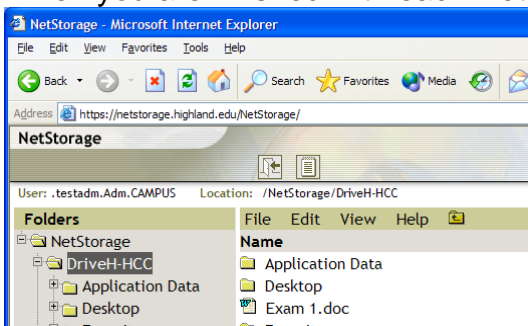 NetStorage - Microsoft Internet Explorer
File Edit View Favorites Tools Help
Back Search Favorites Media
Address https://netstorage.highland.edu/NetStorage/
NetStorage
User: .testadm.Adm.CAMPUS Location: /NetStorage/DriveH-HCC
Folders File Edit View Help
NetStorage Name
DriveH-HCC Application Data
Application Data Desktop
Desktop Exam 1.doc